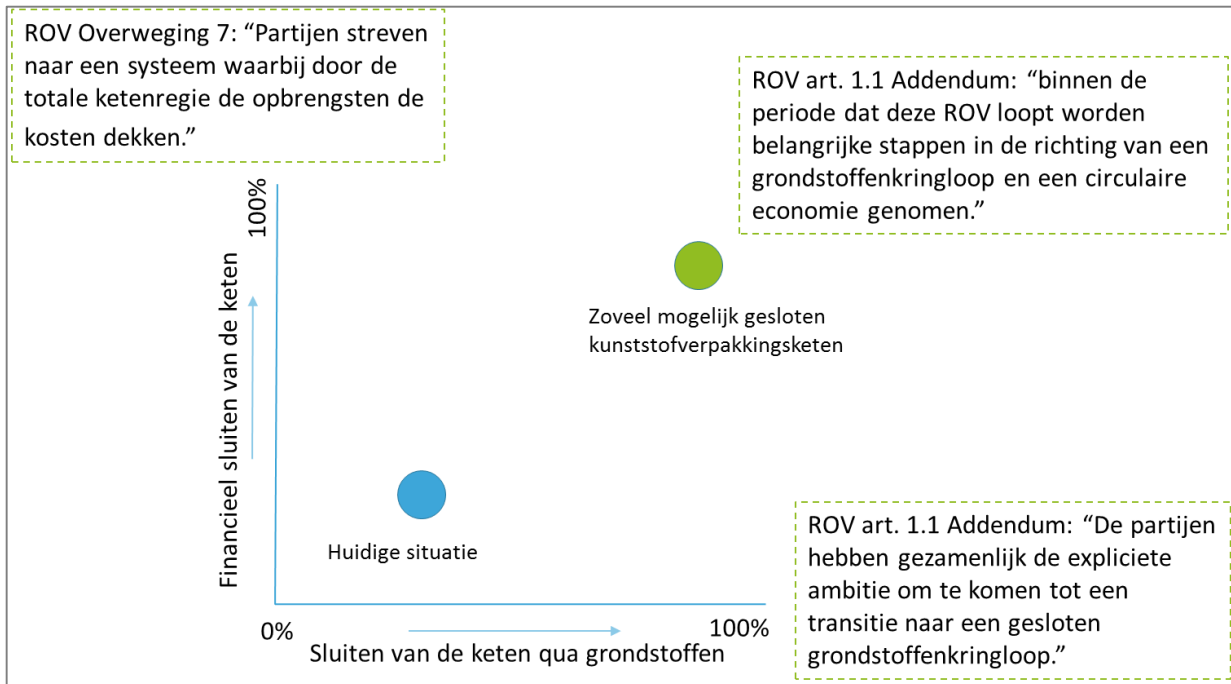 ROV Overweging 7: “Partijen streven
naar een systeem waarbij door de
totale ketenregie de opbrengsten de
kosten dekken.”
ROV art. 1.1 Addendum: “binnen de
periode dat deze ROV loopt worden
belangrijke stappen in de richting van een
grondstoffenkringloop en een circulaire
economie genomen.”
100%
Financieel sluiten van de keten
Zoveel mogelijk gesloten
kunststofverpakkingsketen
Huidige situatie
ROV art. 1.1 Addendum: “De partijen
hebben gezamenlijk de expliciete
ambitie om te komen tot een
transitie naar een gesloten
grondstoffenkringloop.”
0%
100%
Sluiten van de keten qua grondstoffen